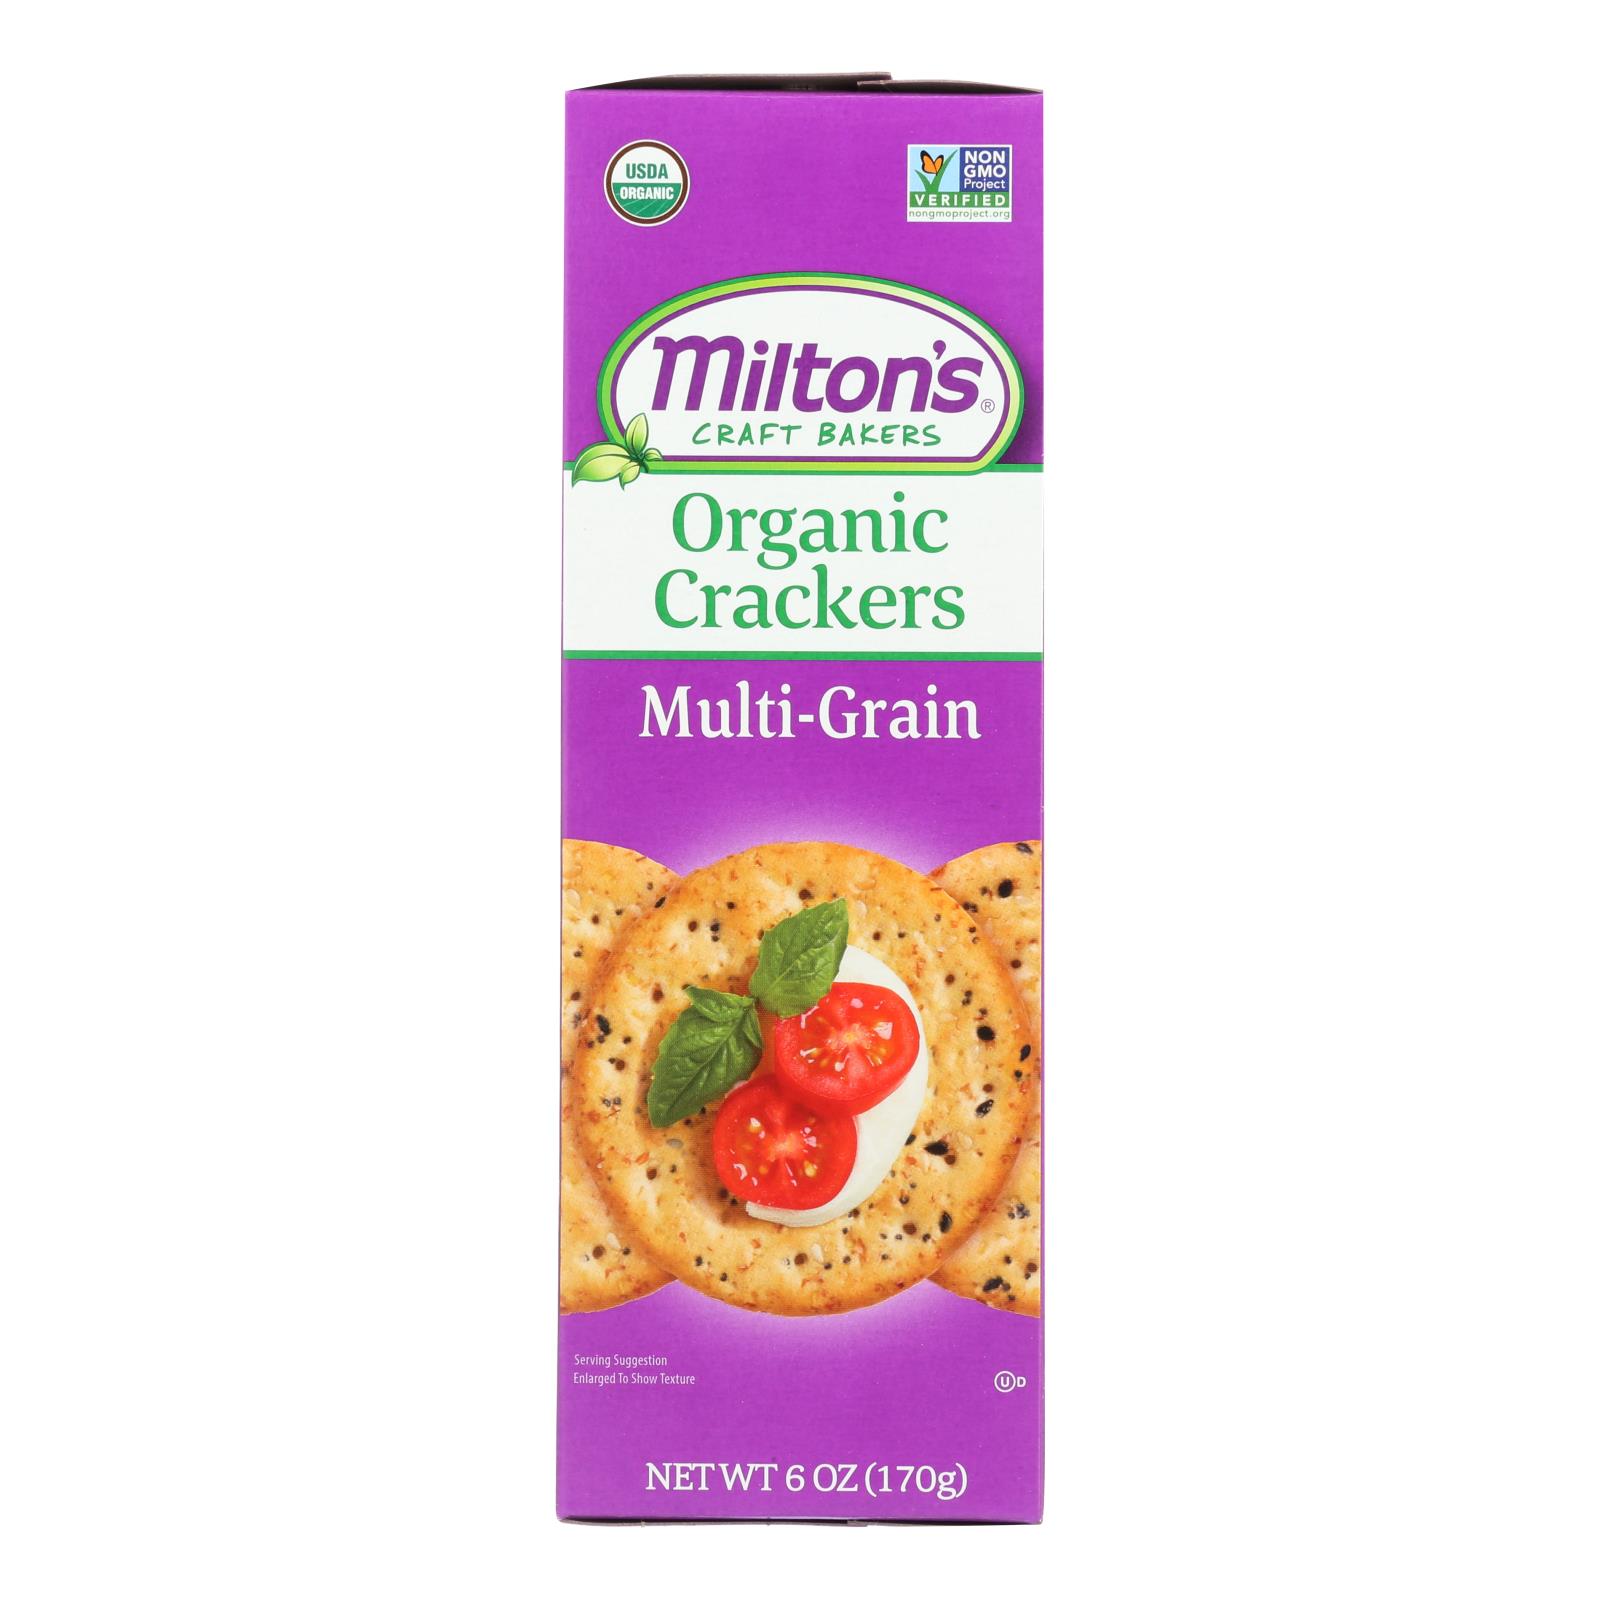 USDA
ORGANIC
NON
GMO
Project
VERIFIED
nongmoproject.org
Milton's®
CRAFT BAKERS
Organic
Crackers
Multi-Grain
Serving Suggestion
Enlarged To Show Texture
U D
NET WT 6 OZ (170g)